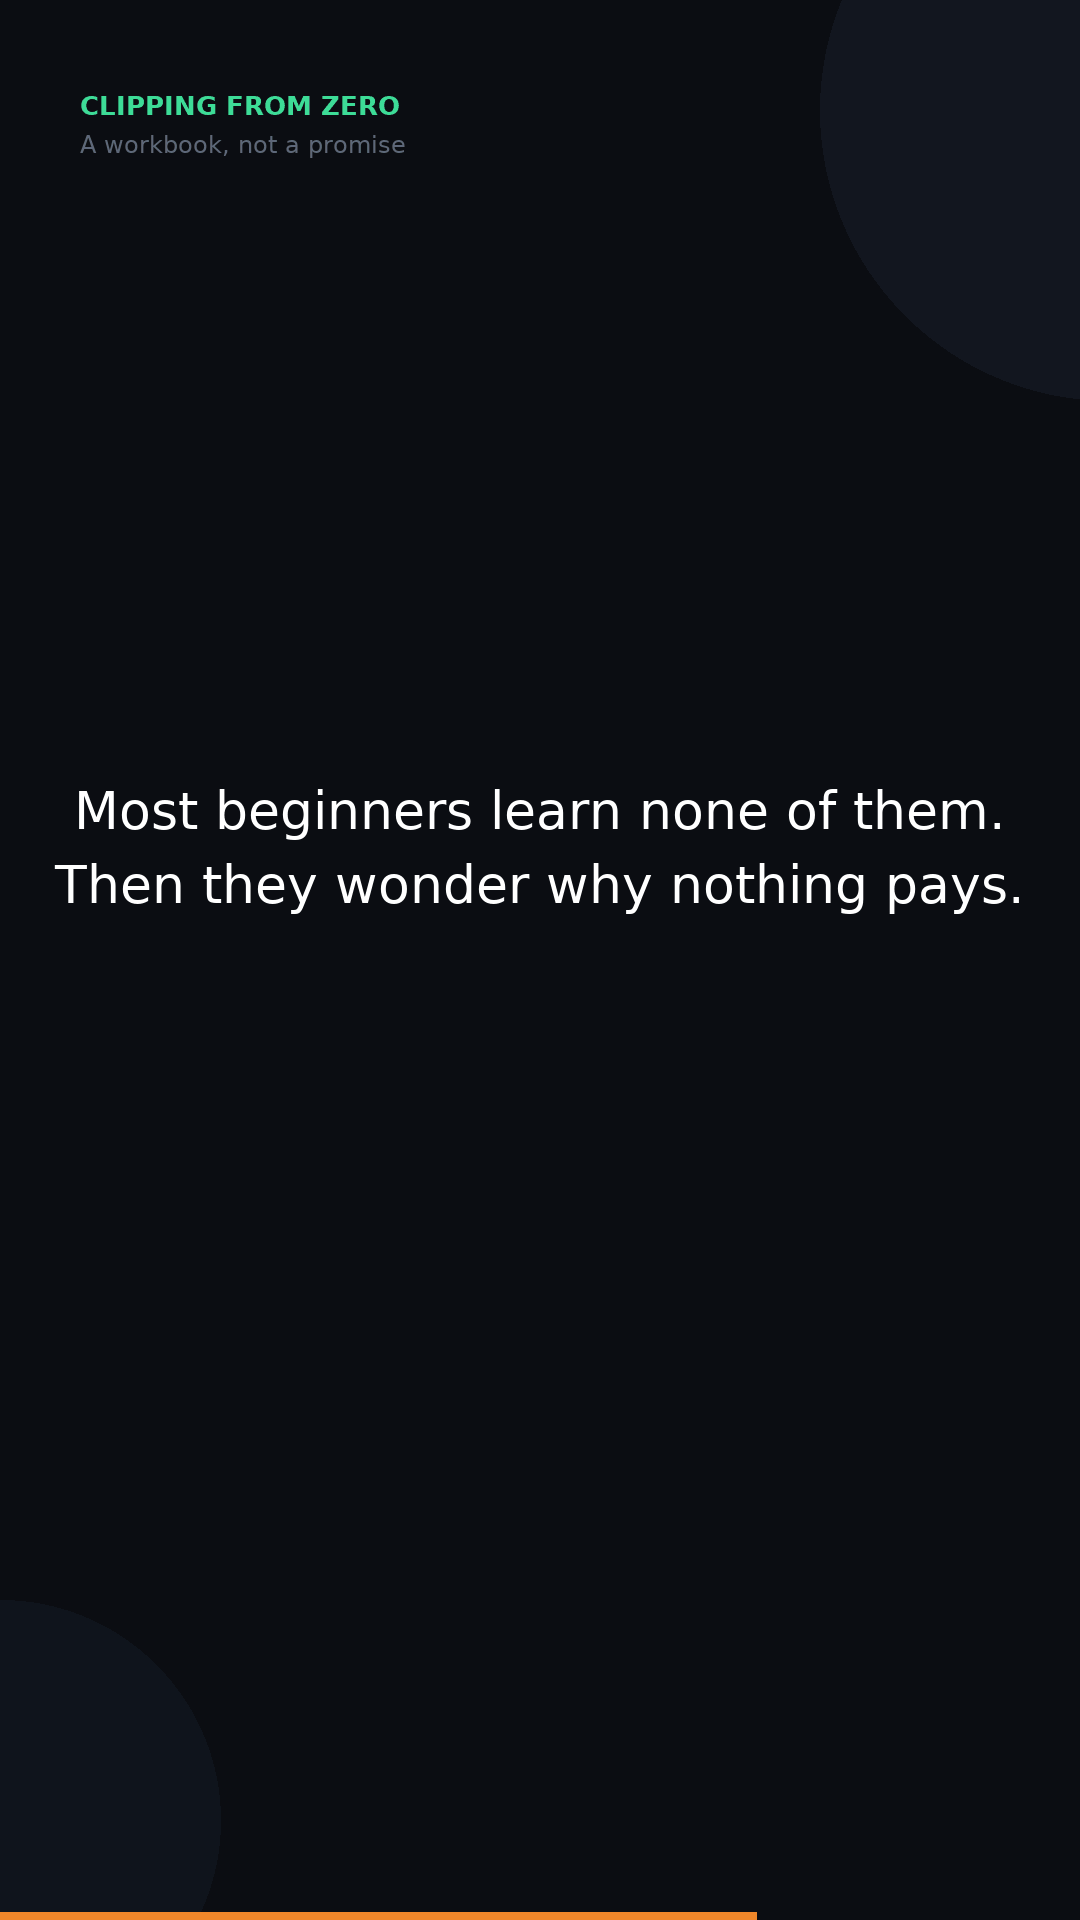 CLIPPING FROM ZERO
A workbook, not a promise
Most beginners learn none of them.
Then they wonder why nothing pays.